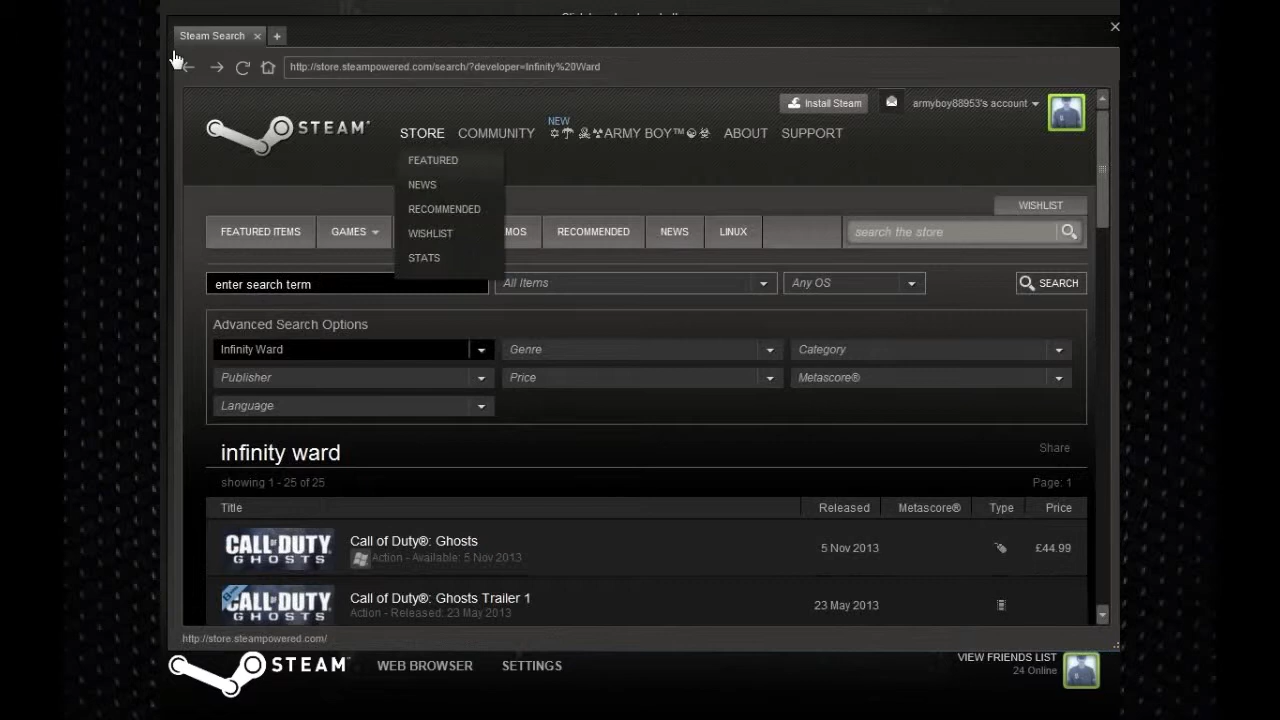 Steam Search
http://store.steampowered.com/search/?developer=Infinity%20Ward
Install Steam
armyboy88953's account
STEAM
STORE
COMMUNITY
NEW
ARMY BOY™
ABOUT
SUPPORT
FEATURED
NEWS
RECOMMENDED
WISHLIST
STATS
WISHLIST
FEATURED ITEMS
GAMES
MOS
RECOMMENDED
NEWS
LINUX
search the store
enter search term
All Items
Any OS
SEARCH
Advanced Search Options
Infinity Ward
Genre
Category
Publisher
Price
Metascore®
Language
infinity ward
Share
showing 1 - 25 of 25
Page: 1
Title
Released
Metascore®
Type
Price
CALL OF DUTY
GHOSTS
Call of Duty®: Ghosts
Action - Available: 5 Nov 2013
5 Nov 2013
£44.99
CALL OF DUTY
GHOSTS
Call of Duty®: Ghosts Trailer 1
Action - Released: 23 May 2013
23 May 2013
http://store.steampowered.com/
STEAM
WEB BROWSER
SETTINGS
VIEW FRIENDS LIST
24 Online